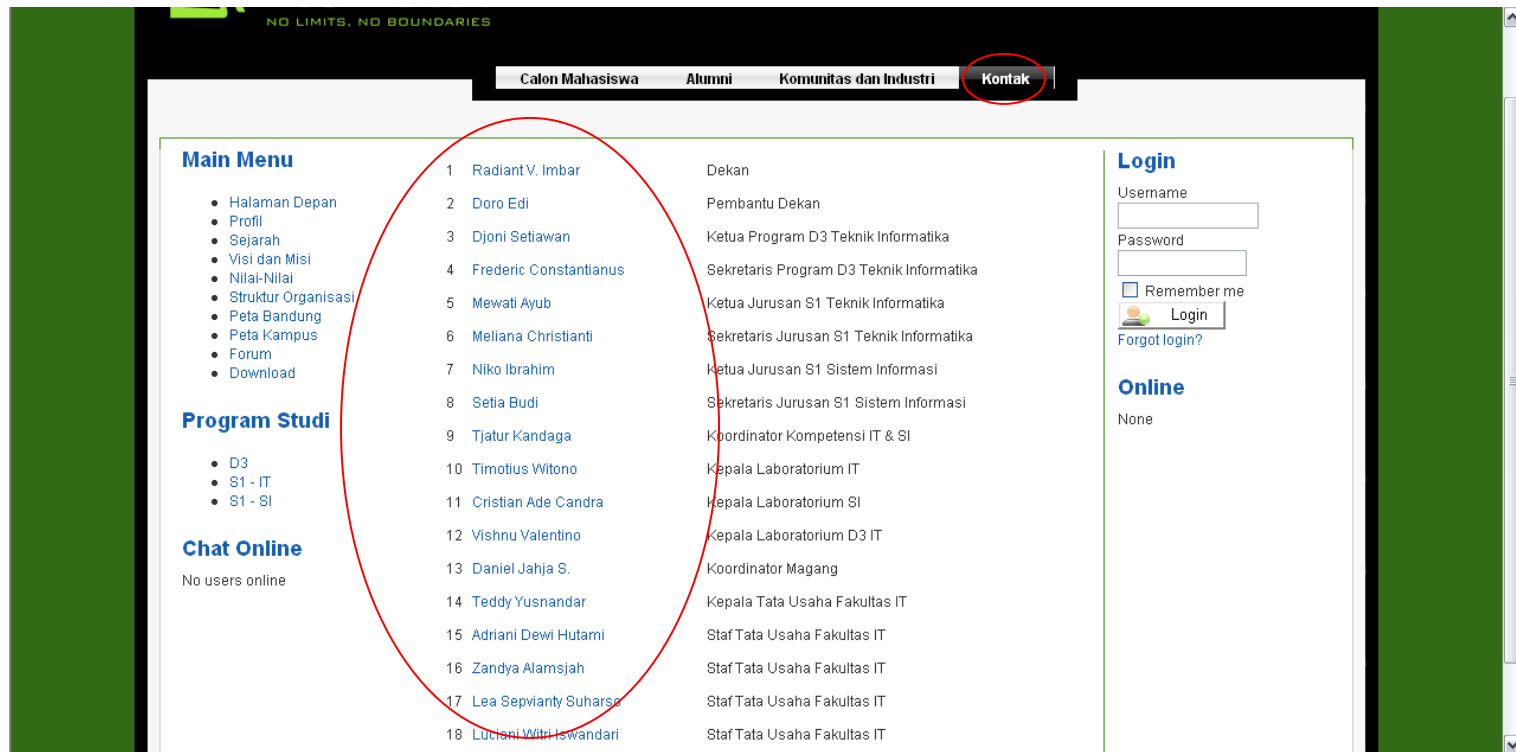 NO LIMITS, NO BOUNDARIES
Calon Mahasiswa Alumni Komunitas dan Industri Kontak
Main Menu
Halaman Depan
Profil
Sejarah
Visi dan Misi
Nilai-Nilai
Struktur Organisasi
Peta Bandung
Peta Kampus
Forum
Download
Program Studi
D3
S1 - IT
S1 - SI
Chat Online
No users online
1 Radiant V. Imbar Dekan
2 Doro Edi Pembantu Dekan
3 Djoni Setiawan Ketua Program D3 Teknik Informatika
4 Frederic Constantianus Sekretaris Program D3 Teknik Informatika
5 Mewati Ayub Ketua Jurusan S1 Teknik Informatika
6 Meliana Christianti Sekretaris Jurusan S1 Teknik Informatika
7 Niko Ibrahim Ketua Jurusan S1 Sistem Informasi
8 Setia Budi Sekretaris Jurusan S1 Sistem Informasi
9 Tjatur Kandaga Koordinator Kompetensi IT & SI
10 Timotius Witono Kepala Laboratorium IT
11 Cristian Ade Candra Kepala Laboratorium SI
12 Vishnu Valentino Kepala Laboratorium D3 IT
13 Daniel Jahja S. Koordinator Magang
14 Teddy Yusnandar Kepala Tata Usaha Fakultas IT
15 Adriani Dewi Hutami Staf Tata Usaha Fakultas IT
16 Zandya Alamsjah Staf Tata Usaha Fakultas IT
17 Lea Sepvianty Suharso Staf Tata Usaha Fakultas IT
18 Luciani Witri Iswandari Staf Tata Usaha Fakultas IT
Login
Username
Password
Remember me
Login
Forgot login?
Online
None